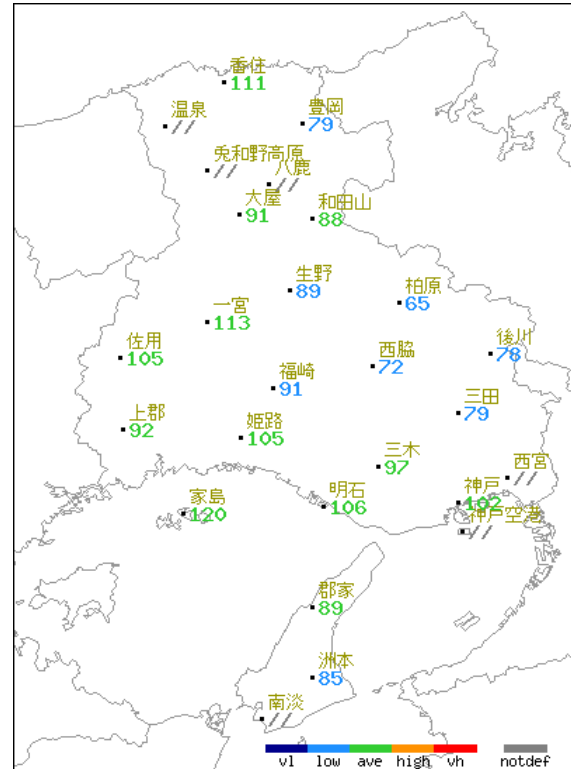 香住
111
温泉
//
豊岡
79
兎和野高原
//
八鹿
//
大屋
91
和田山
88
生野
89
柏原
65
一宮
113
佐用
105
後川
78
西脇
72
福崎
91
三田
79
上郡
92
姫路
105
三木
97
西宮
//
家島
120
明石
106
神戸
102
神戸空港
//
郡家
89
洲本
85
南淡
//
vl low ave high vh notdef